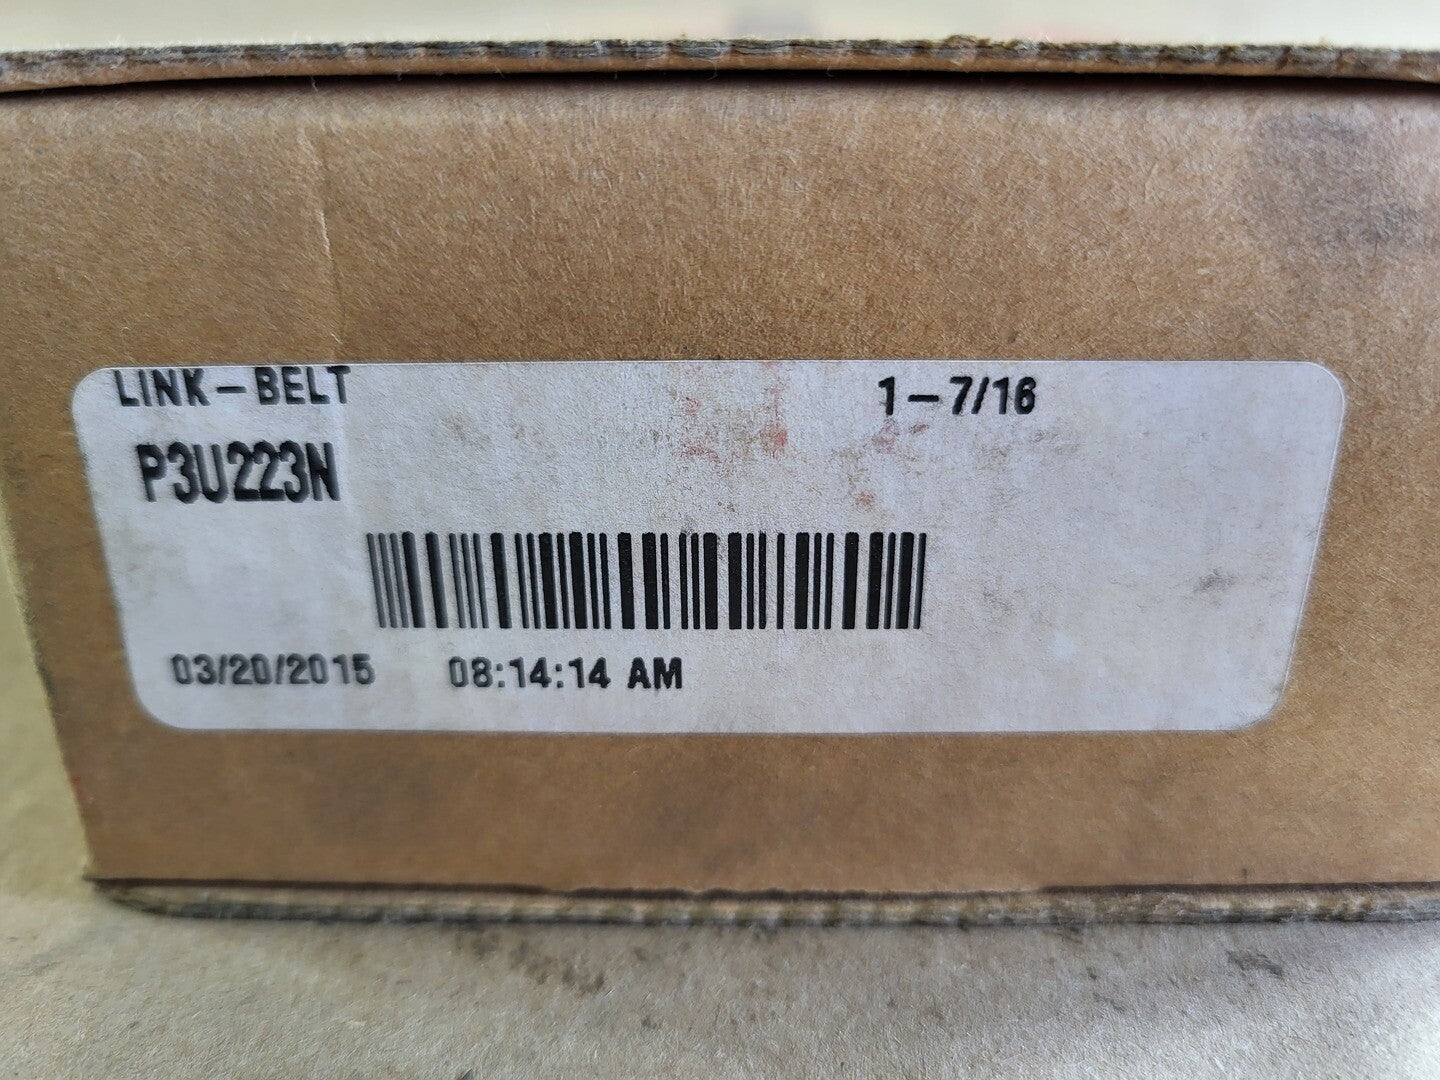 LINK-BELT 1-7/16
P3U223N
03/20/2015 08:14:14 AM